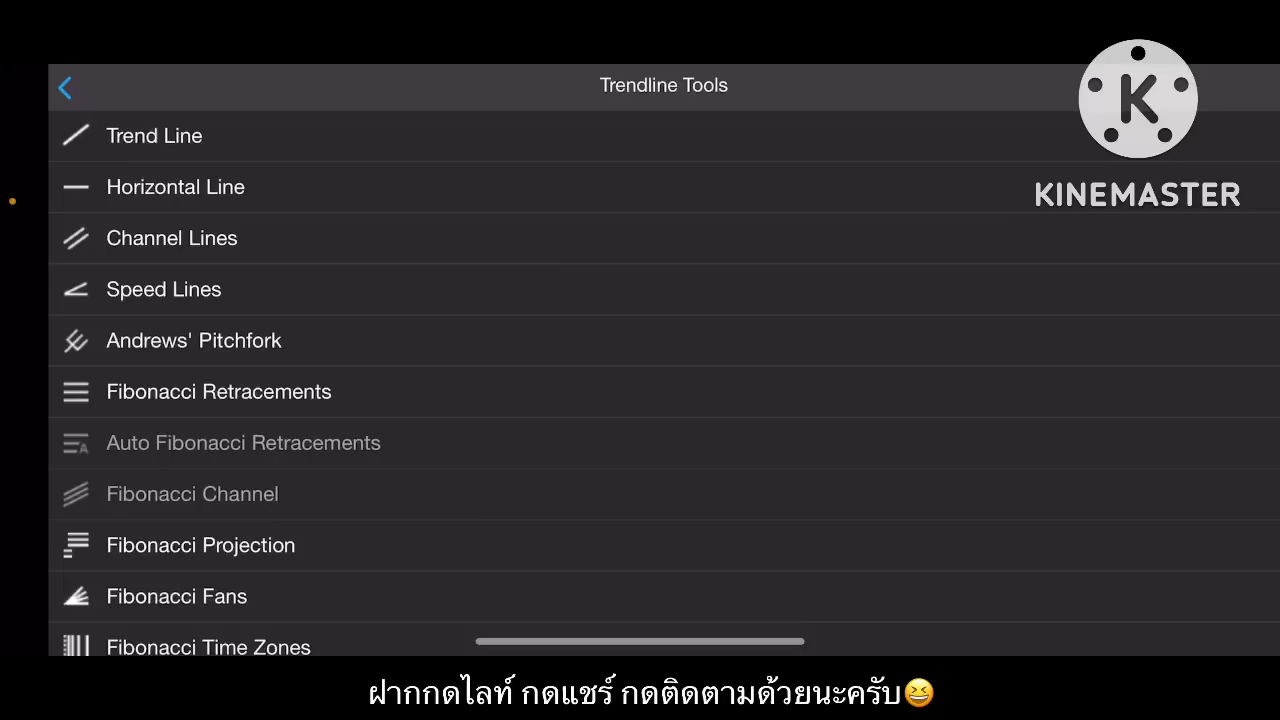 Trendline Tools
K
KINEMASTER
Trend Line
Horizontal Line
Channel Lines
Speed Lines
Andrews' Pitchfork
Fibonacci Retracements
Auto Fibonacci Retracements
Fibonacci Channel
Fibonacci Projection
Fibonacci Fans
Fibonacci Time Zones
ฝากกดไลท์ กดแชร์ กดติดตามด้วยนะครับ😆